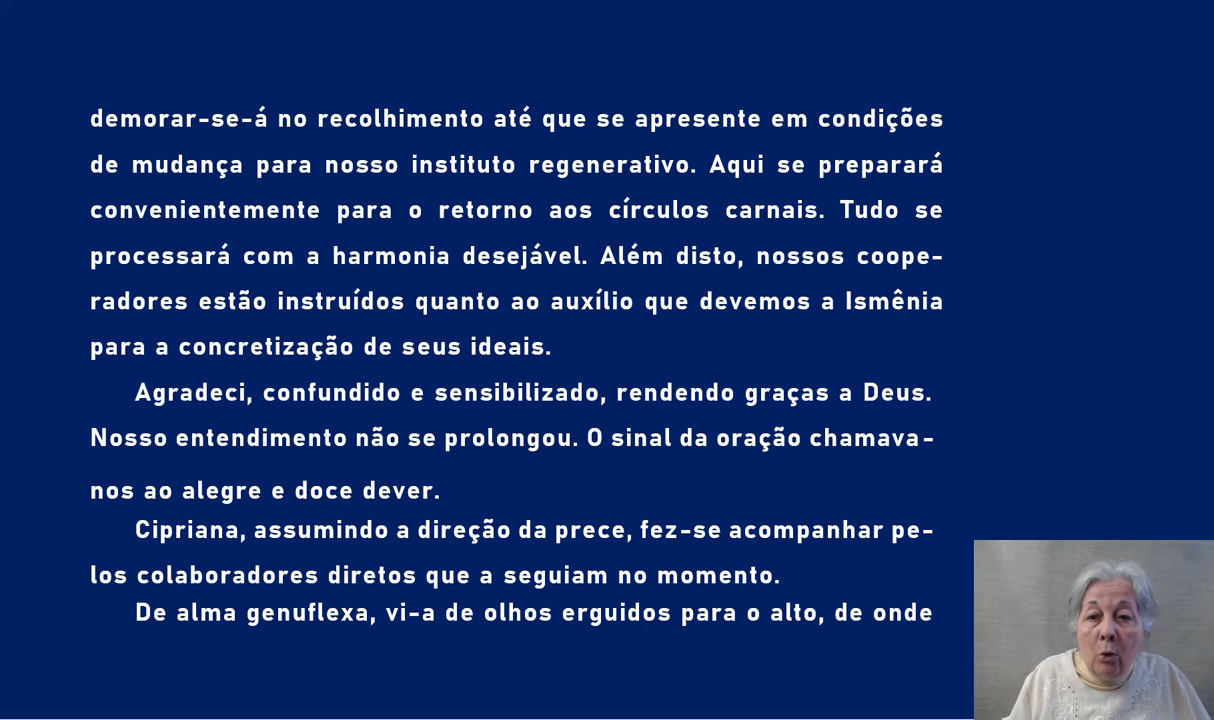 demorar-se-á no recolhimento até que se apresente em condições
de mudança para nosso instituto regenerativo. Aqui se preparará
convenientemente para o retorno aos círculos carnais. Tudo se
processará com a harmonia desejável. Além disto, nossos coope-
radores estão instruídos quanto ao auxílio que devemos a Ismênia
para a concretização de seus ideais.
Agradeci, confundido e sensibilizado, rendendo graças a Deus.
Nosso entendimento não se prolongou. O sinal da oração chamava-
nos ao alegre e doce dever.
Cipriana, assumindo a direção da prece, fez-se acompanhar pe-
los colaboradores diretos que a seguiam no momento.
De alma genuflexa, vi-a de olhos erguidos para o alto, de onde